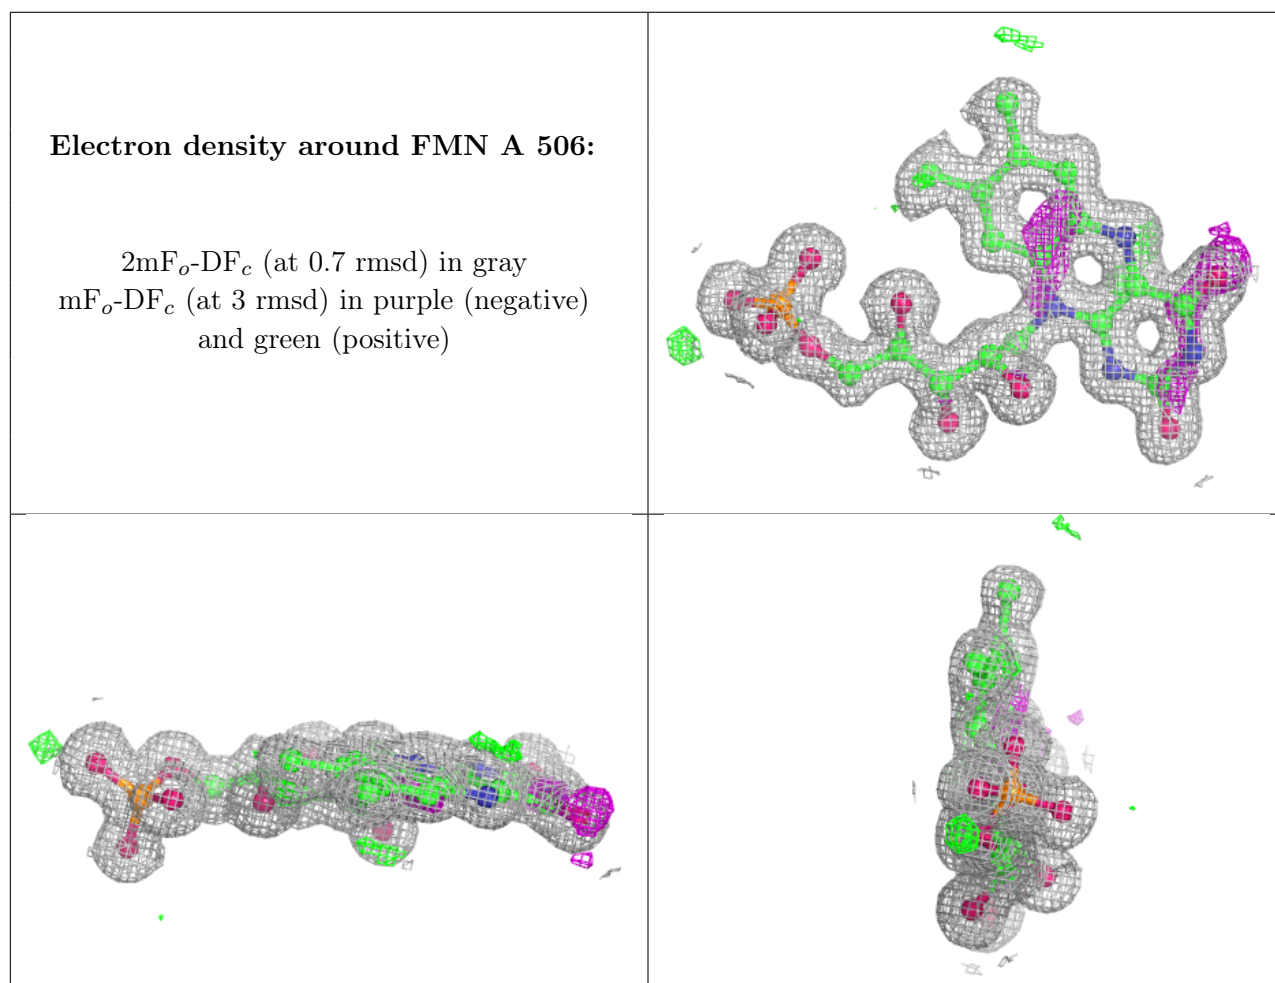 Electron density around FMN A 506:
2mFo-DFc (at 0.7 rmsd) in gray
mFo-DFc (at 3 rmsd) in purple (negative)
and green (positive)